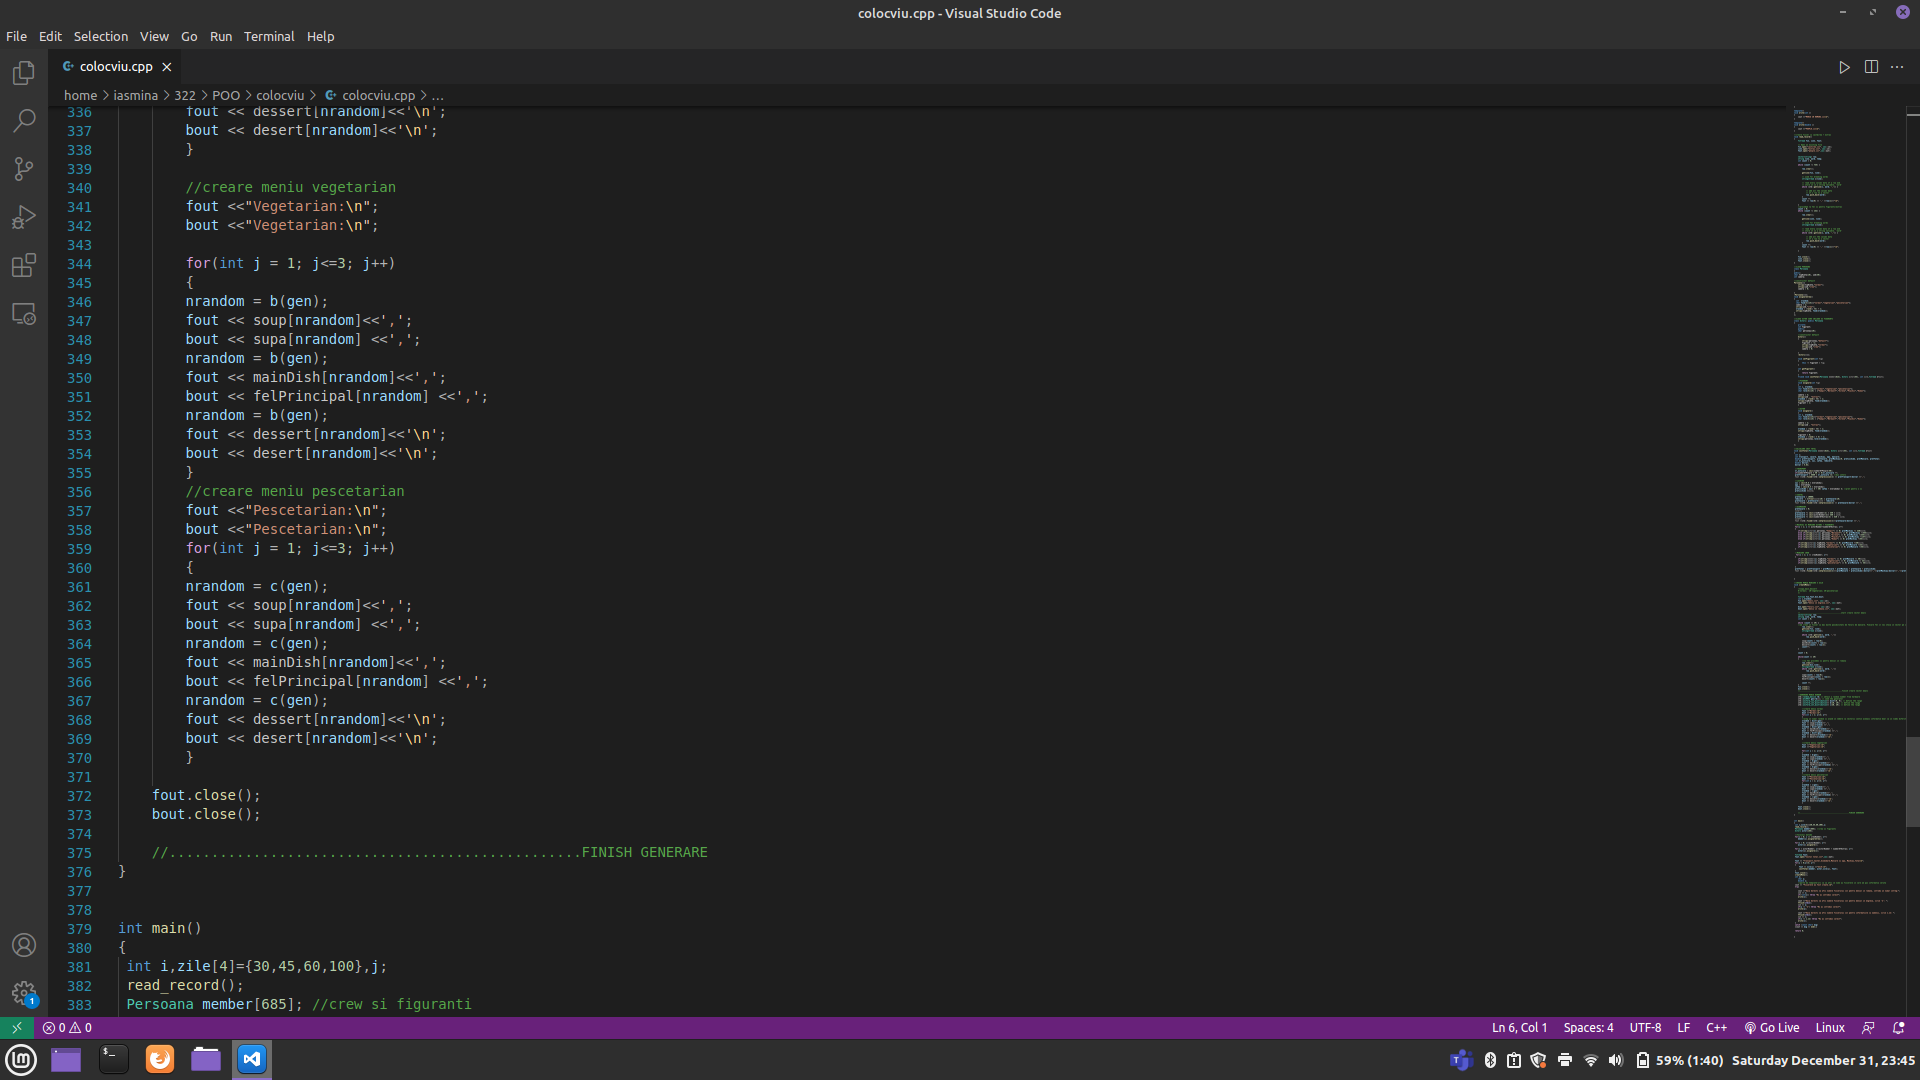 colocviu.cpp - Visual Studio Code
File Edit Selection View Go Run Terminal Help
colocviu.cpp
home > iasmina > 322 > POO > colocviu > colocviu.cpp > ...
336 fout << dessert[nrandom]<<'\n';
337 bout << desert[nrandom]<<'\n';
338 }
339
340 //creare meniu vegetarian
341 fout <<"Vegetarian:\n";
342 bout <<"Vegetarian:\n";
343
344 for(int j = 1; j<=3; j++)
345 {
346 nrandom = b(gen);
347 fout << soup[nrandom]<<',';
348 bout << supa[nrandom] <<',';
349 nrandom = b(gen);
350 fout << mainDish[nrandom]<<',';
351 bout << felPrincipal[nrandom] <<',';
352 nrandom = b(gen);
353 fout << dessert[nrandom]<<'\n';
354 bout << desert[nrandom]<<'\n';
355 }
356 //creare meniu pescetarian
357 fout <<"Pescetarian:\n";
358 bout <<"Pescetarian:\n";
359 for(int j = 1; j<=3; j++)
360 {
361 nrandom = c(gen);
362 fout << soup[nrandom]<<',';
363 bout << supa[nrandom] <<',';
364 nrandom = c(gen);
365 fout << mainDish[nrandom]<<',';
366 bout << felPrincipal[nrandom] <<',';
367 nrandom = c(gen);
368 fout << dessert[nrandom]<<'\n';
369 bout << desert[nrandom]<<'\n';
370 }
371
372 fout.close();
373 bout.close();
374
375 //.................................................FINISH GENERARE
376 }
377
378
379 int main()
380 {
381 int i,zile[4]={30,45,60,100},j;
382 read_record();
383 Persoana member[685]; //crew si figuranti
1
0 0 Ln 6, Col 1 Spaces: 4 UTF-8 LF C++ Go Live Linux
59% (1:40) Saturday December 31, 23:45